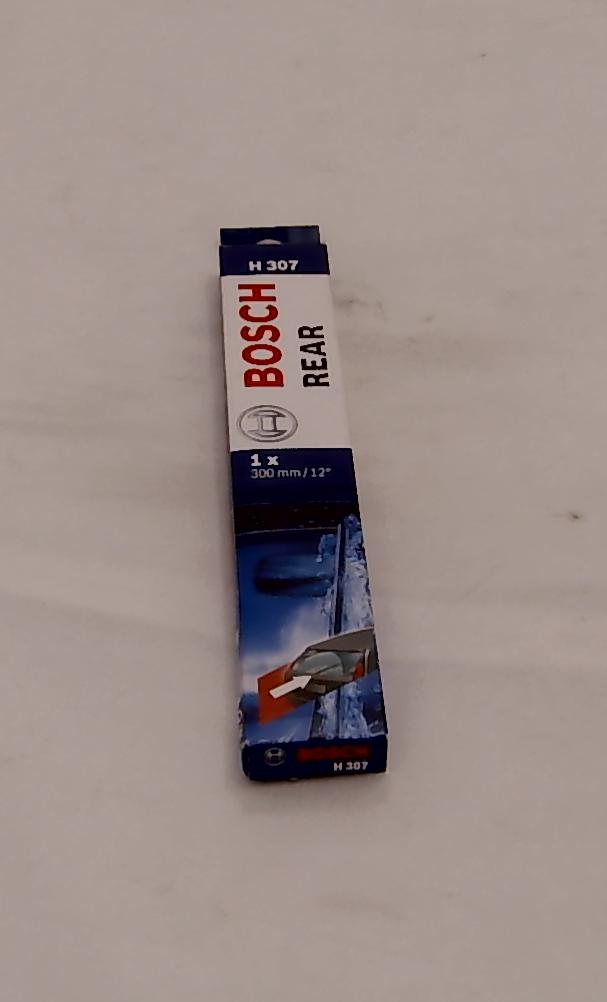 H 307
BOSCH
REAR
1 x
300 mm/12"
BOSCH
H 307